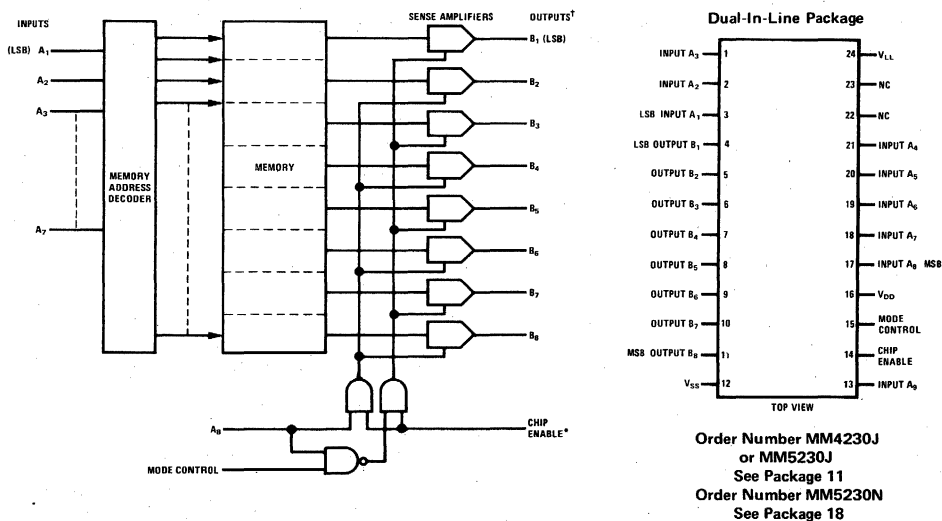 INPUTS
(LSB) A₁
A₂
A₃
A₇
MEMORY
ADDRESS
DECODER
MEMORY
SENSE AMPLIFIERS
OUTPUTS†
B₁ (LSB)
B₂
B₃
B₄
B₅
B₆
B₇
B₈
A₈
MODE CONTROL
CHIP
ENABLE*
Dual-In-Line Package
INPUT A₃ 1
INPUT A₂ 2
LSB INPUT A₁ 3
LSB OUTPUT B₁ 4
OUTPUT B₂ 5
OUTPUT B₃ 6
OUTPUT B₄ 7
OUTPUT B₅ 8
OUTPUT B₆ 9
OUTPUT B₇ 10
MSB OUTPUT B₈ 11
V_SS 12
24 V_LL
23 NC
22 NC
21 INPUT A₄
20 INPUT A₅
19 INPUT A₆
18 INPUT A₇
17 INPUT A₈ MSB
16 V_DD
15 MODE
CONTROL
14 CHIP
ENABLE
13 INPUT A₉
TOP VIEW
Order Number MM4230J
or MM5230J
See Package 11
Order Number MM5230N
See Package 18